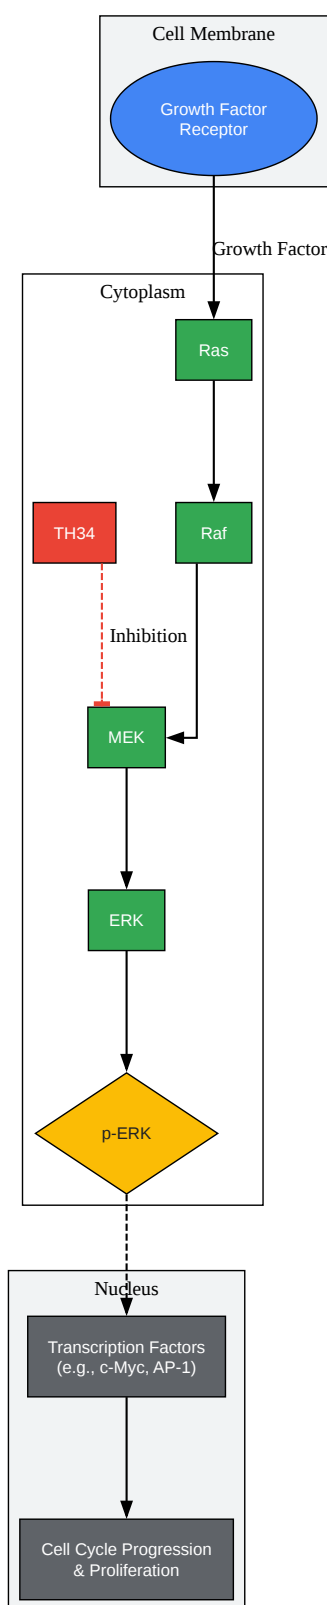 Cell Membrane
Growth Factor
Receptor
Growth Factor
Cytoplasm
Ras
TH34
Raf
Inhibition
MEK
ERK
p-ERK
Nucleus
Transcription Factors
(e.g., c-Myc, AP-1)
Cell Cycle Progression
& Proliferation